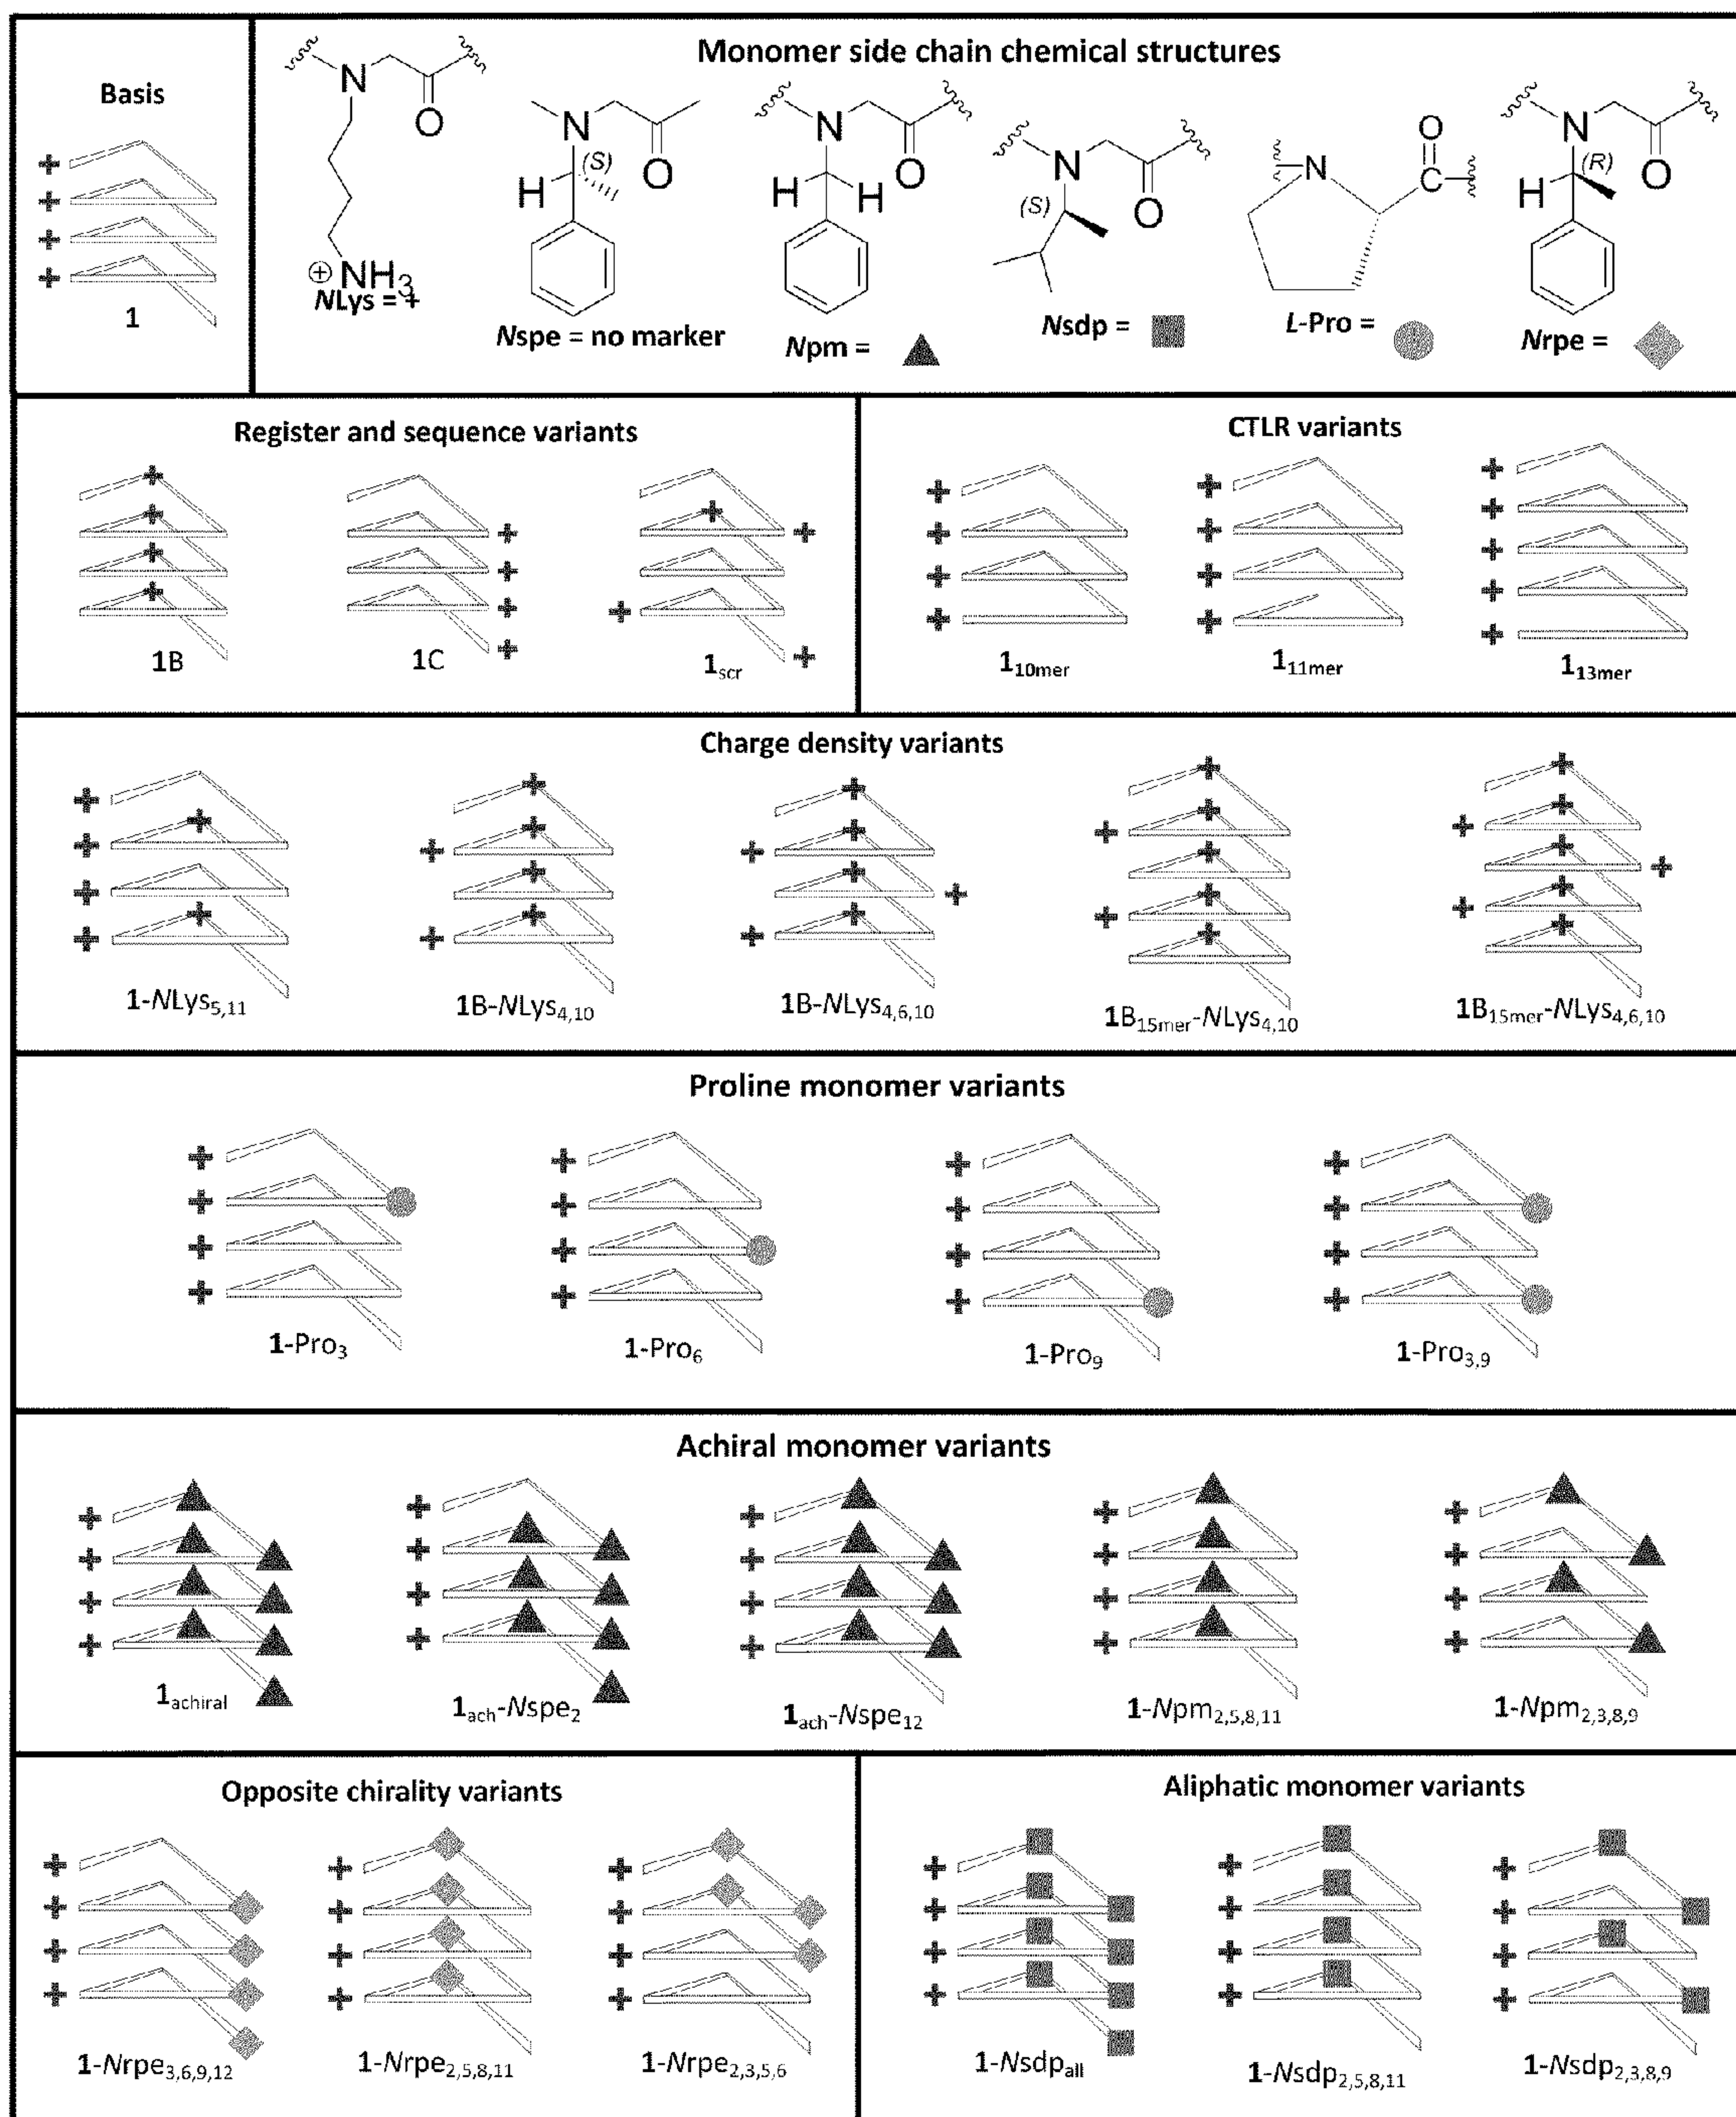 Basis
1
Monomer side chain chemical structures
N
O
⊕NH₃
NLys = +
N
(S)
H
O
Nspe = no marker
N
H H
O
Npm =
N
(S)
O
Nsdp =
N
O
C
L-Pro =
N
(R)
H
O
Nrpe =
Register and sequence variants
1B
1C
1scr
CTLR variants
1₁₀mer
1₁₁mer
1₁₃mer
Charge density variants
1-NLys₅,₁₁
1B-NLys₄,₁₀
1B-NLys₄,₆,₁₀
1B₁₅mer-NLys₄,₁₀
1B₁₅mer-NLys₄,₆,₁₀
Proline monomer variants
1-Pro₃
1-Pro₆
1-Pro₉
1-Pro₃,₉
Achiral monomer variants
1achiral
1ach-Nspe₂
1ach-Nspe₁₂
1-Npm₂,₅,₈,₁₁
1-Npm₂,₃,₈,₉
Opposite chirality variants
1-Nrpe₃,₆,₉,₁₂
1-Nrpe₂,₅,₈,₁₁
1-Nrpe₂,₃,₅,₆
Aliphatic monomer variants
1-Nsdpall
1-Nsdp₂,₅,₈,₁₁
1-Nsdp₂,₃,₈,₉